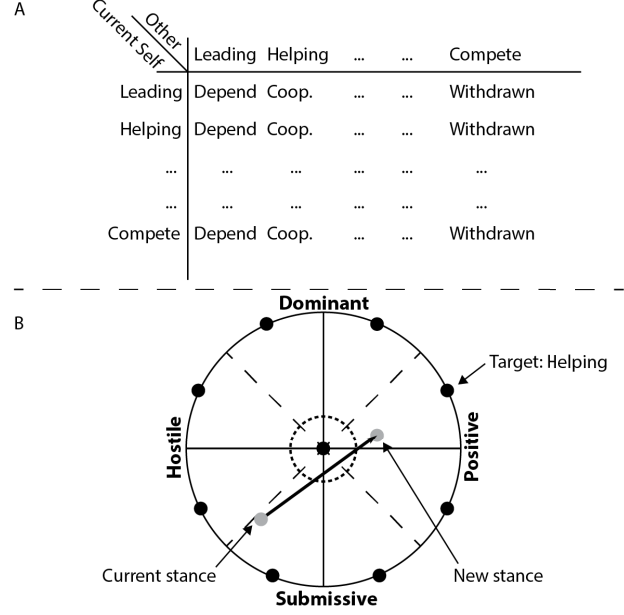 A
Other
Current Self
Leading Helping ... ... Compete
Leading Depend Coop. ... ... Withdrawn
Helping Depend Coop. ... ... Withdrawn
... ... ... ... ... ...
... ... ... ... ... ...
Compete Depend Coop. ... ... Withdrawn
B
Dominant
Target: Helping
Hostile
Positive
Current stance
New stance
Submissive